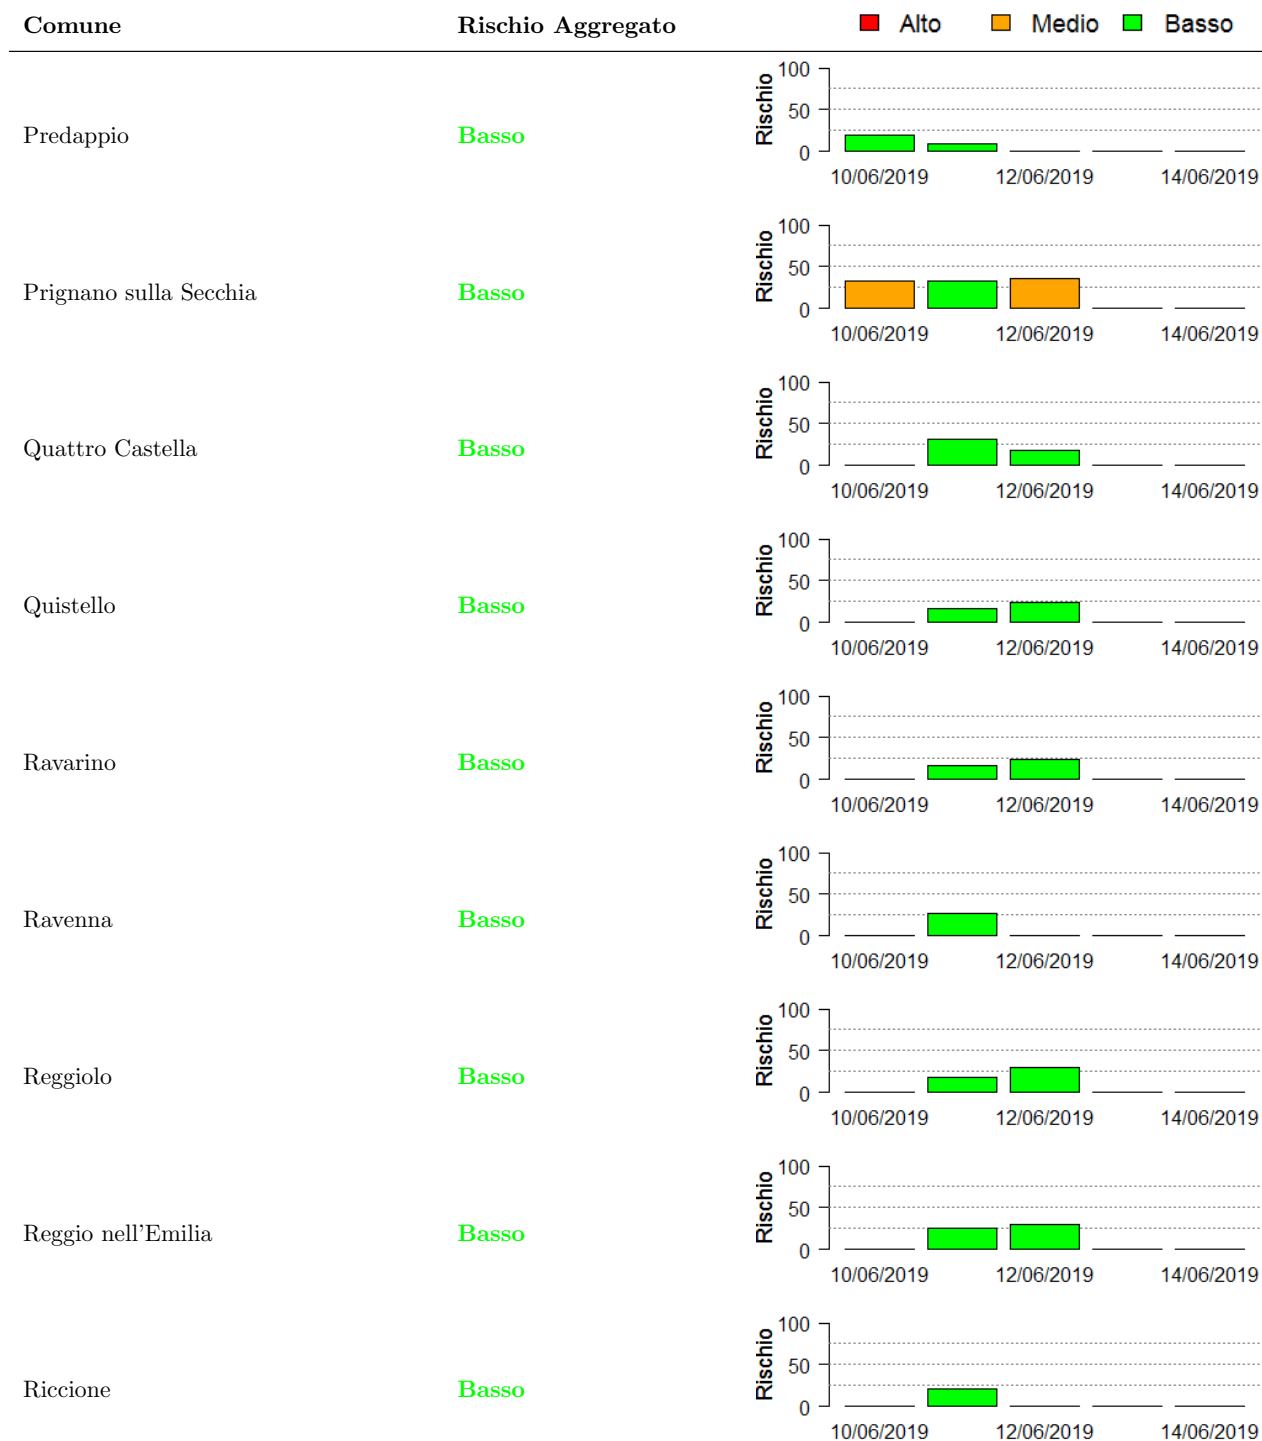 Comune Rischio Aggregato Alto Medio Basso
Predappio Basso Rischio 100 50 0
10/06/2019 12/06/2019 14/06/2019
Prignano sulla Secchia Basso Rischio 100 50 0
10/06/2019 12/06/2019 14/06/2019
Quattro Castella Basso Rischio 100 50 0
10/06/2019 12/06/2019 14/06/2019
Quistello Basso Rischio 100 50 0
10/06/2019 12/06/2019 14/06/2019
Ravarino Basso Rischio 100 50 0
10/06/2019 12/06/2019 14/06/2019
Ravenna Basso Rischio 100 50 0
10/06/2019 12/06/2019 14/06/2019
Reggiolo Basso Rischio 100 50 0
10/06/2019 12/06/2019 14/06/2019
Reggio nell'Emilia Basso Rischio 100 50 0
10/06/2019 12/06/2019 14/06/2019
Riccione Basso Rischio 100 50 0
10/06/2019 12/06/2019 14/06/2019